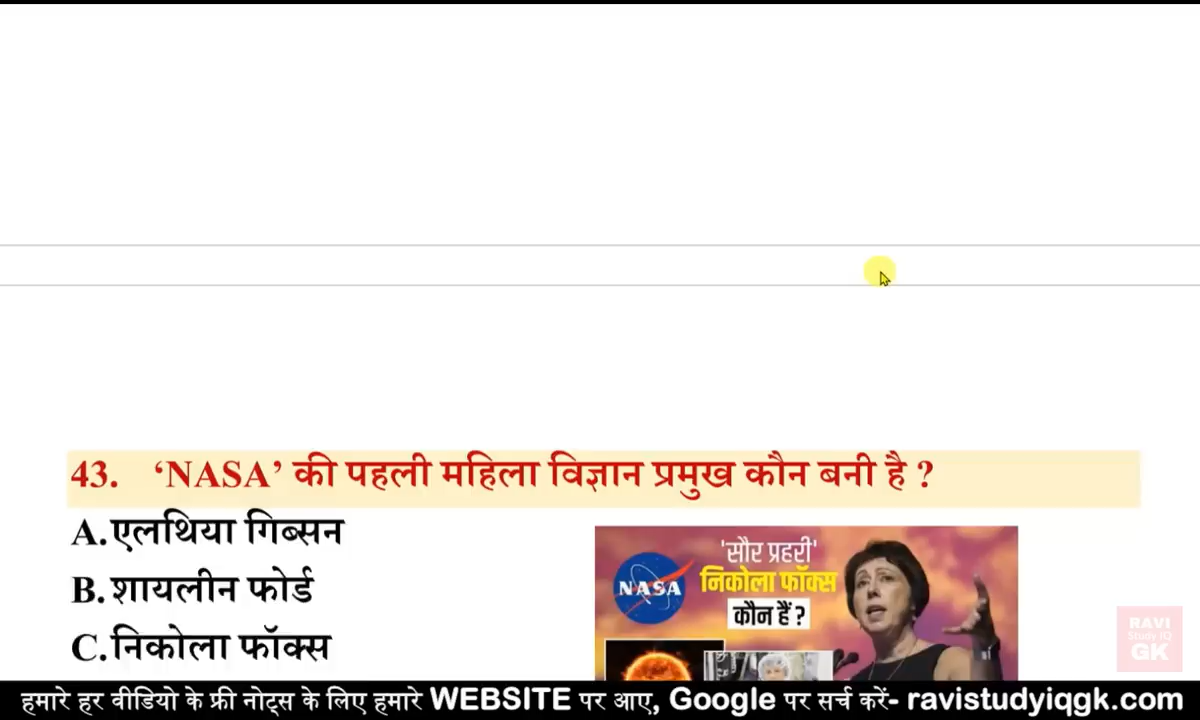 43. ‘NASA’ की पहली महिला विज्ञान प्रमुख कौन बनी है ?
A. एलथिया गिब्सन
B. शायलीन फोर्ड
C. निकोला फॉक्स
'सौर प्रहरी'
निकोला फॉक्स
कौन हैं ?
NASA
RAVI
Study IQ
GK
हमारे हर वीडियो के फ्री नोट्स के लिए हमारे WEBSITE पर आए, Google पर सर्च करें- ravistudyiqgk.com